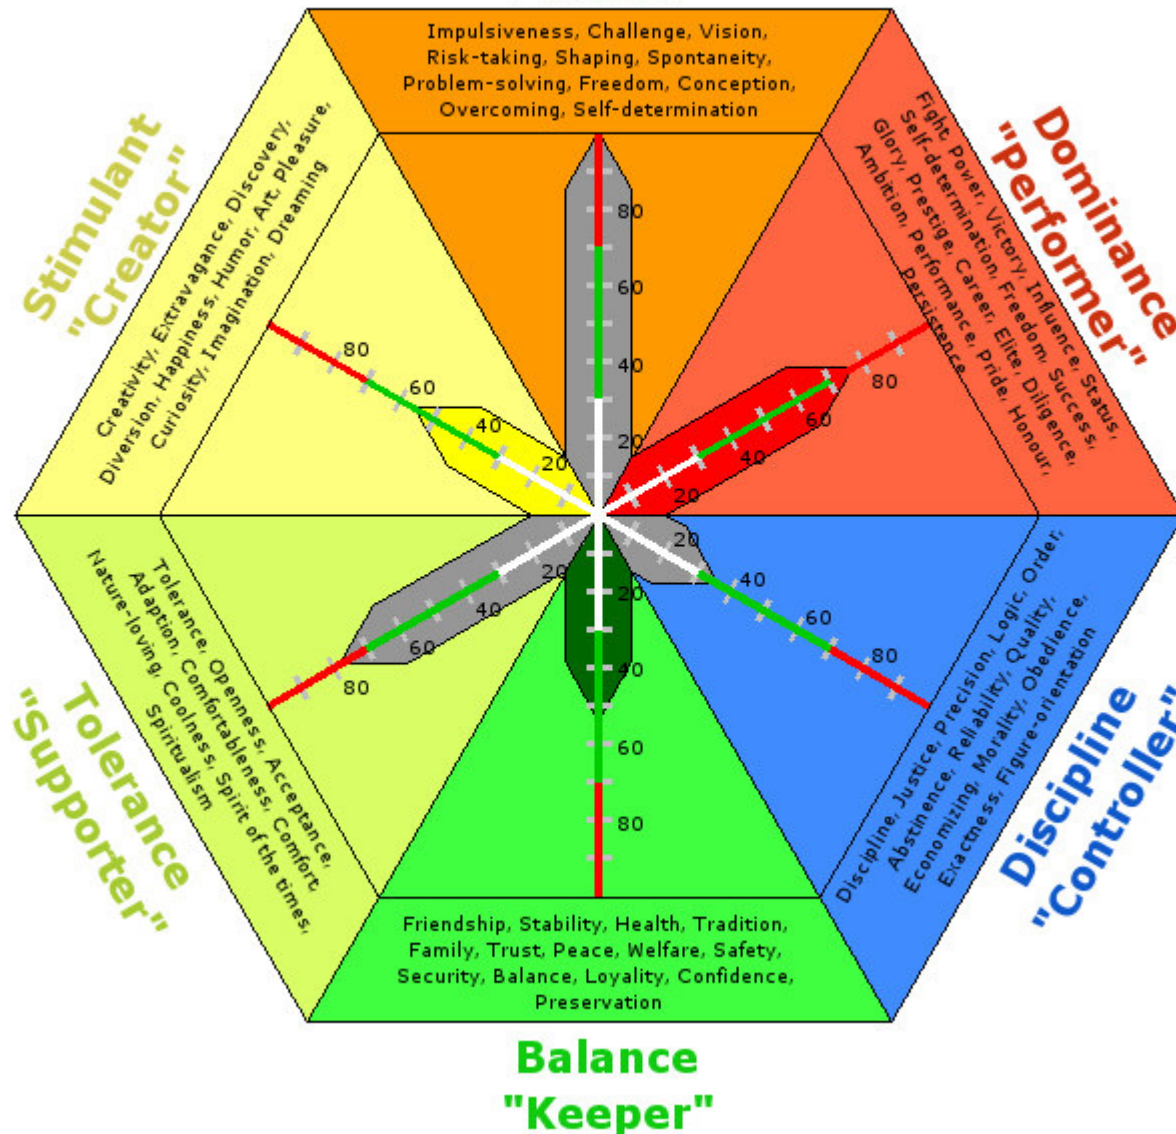 Impulsiveness, Challenge, Vision,
Risk-taking, Shaping, Spontaneity,
Problem-solving, Freedom, Conception,
Overcoming, Self-determination
Stimulant
"Creator"
Creativity, Extravagance, Discovery,
Diversion, Happiness, Humor, Art, Pleasure,
Curiosity, Imagination, Dreaming
Dominance
"Performer"
Fight, Power, Victory, Influence, Status,
Self-determination, Freedom, Success,
Glory, Prestige, Career, Elite, Diligence,
Ambition, Performance, Pride, Honour,
Persistence
80
60
40
20
80
60
40
20
80
60
40
20
20
40
60
80
20
40
60
80
20
40
60
80
Tolerance
"Supporter"
Tolerance, Openness, Acceptance,
Adaption, Comfortableness, Comfort,
Nature-loving, Coolness, Spirit of the times,
Spiritualism
Discipline, Justice, Precision, Logic, Order,
Abstinence, Reliability, Quality,
Economizing, Morality, Obedience,
Exactness, Figure-orientation
Discipline
"Controller"
Friendship, Stability, Health, Tradition,
Family, Trust, Peace, Welfare, Safety,
Security, Balance, Loyality, Confidence,
Preservation
Balance
"Keeper"